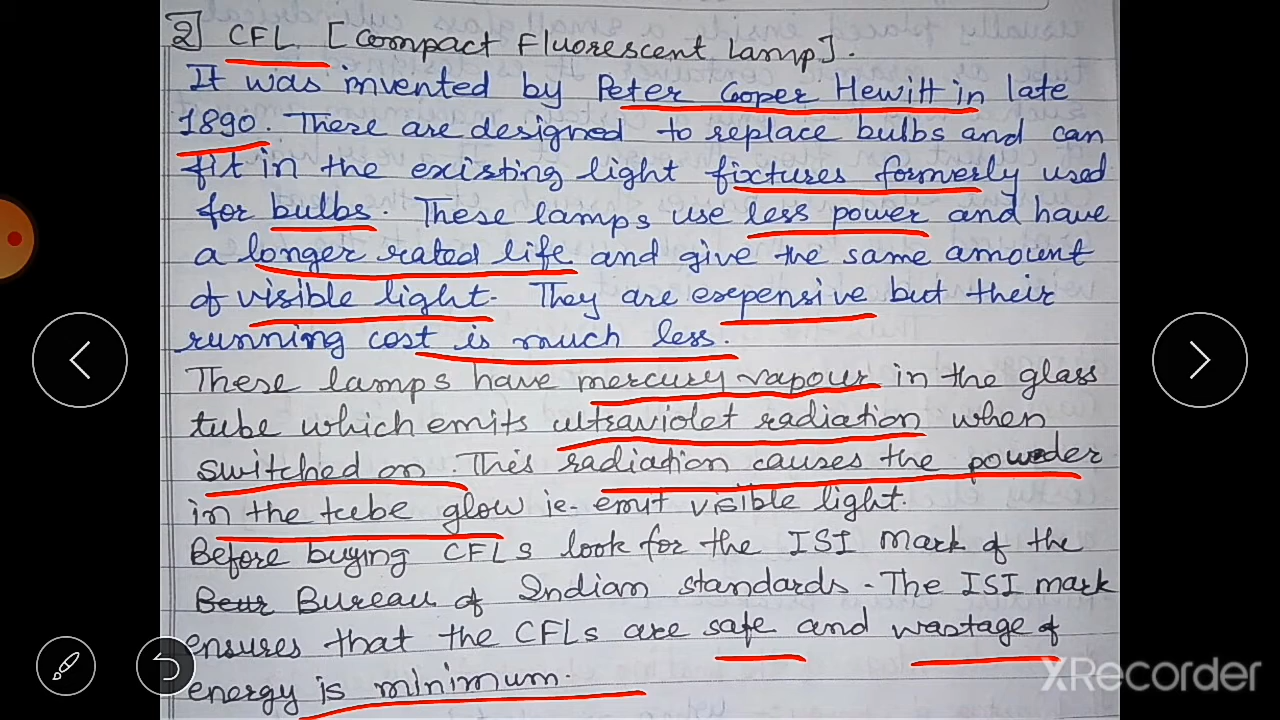 2 CFL [Compact Fluorescent Lamp].
It was invented by Peter Cooper Hewitt in late
1890. There are designed to replace bulbs and can
fit in the existing light fixtures formerly used
for bulbs. These lamps use less power and have
a longer rated life and give the same amount
of visible light. They are expensive but their
running cost is much less.
These lamps have mercury vapour in the glass
tube which emits ultraviolet radiation when
switched on. This radiation causes the powder
in the tube glow ie. emit visible light.
Before buying CFLs look for the ISI mark of the
Bureau of Indian standards. The ISI mark
ensures that the CFLs are safe and wastage of
energy is minimum.
XRecorder